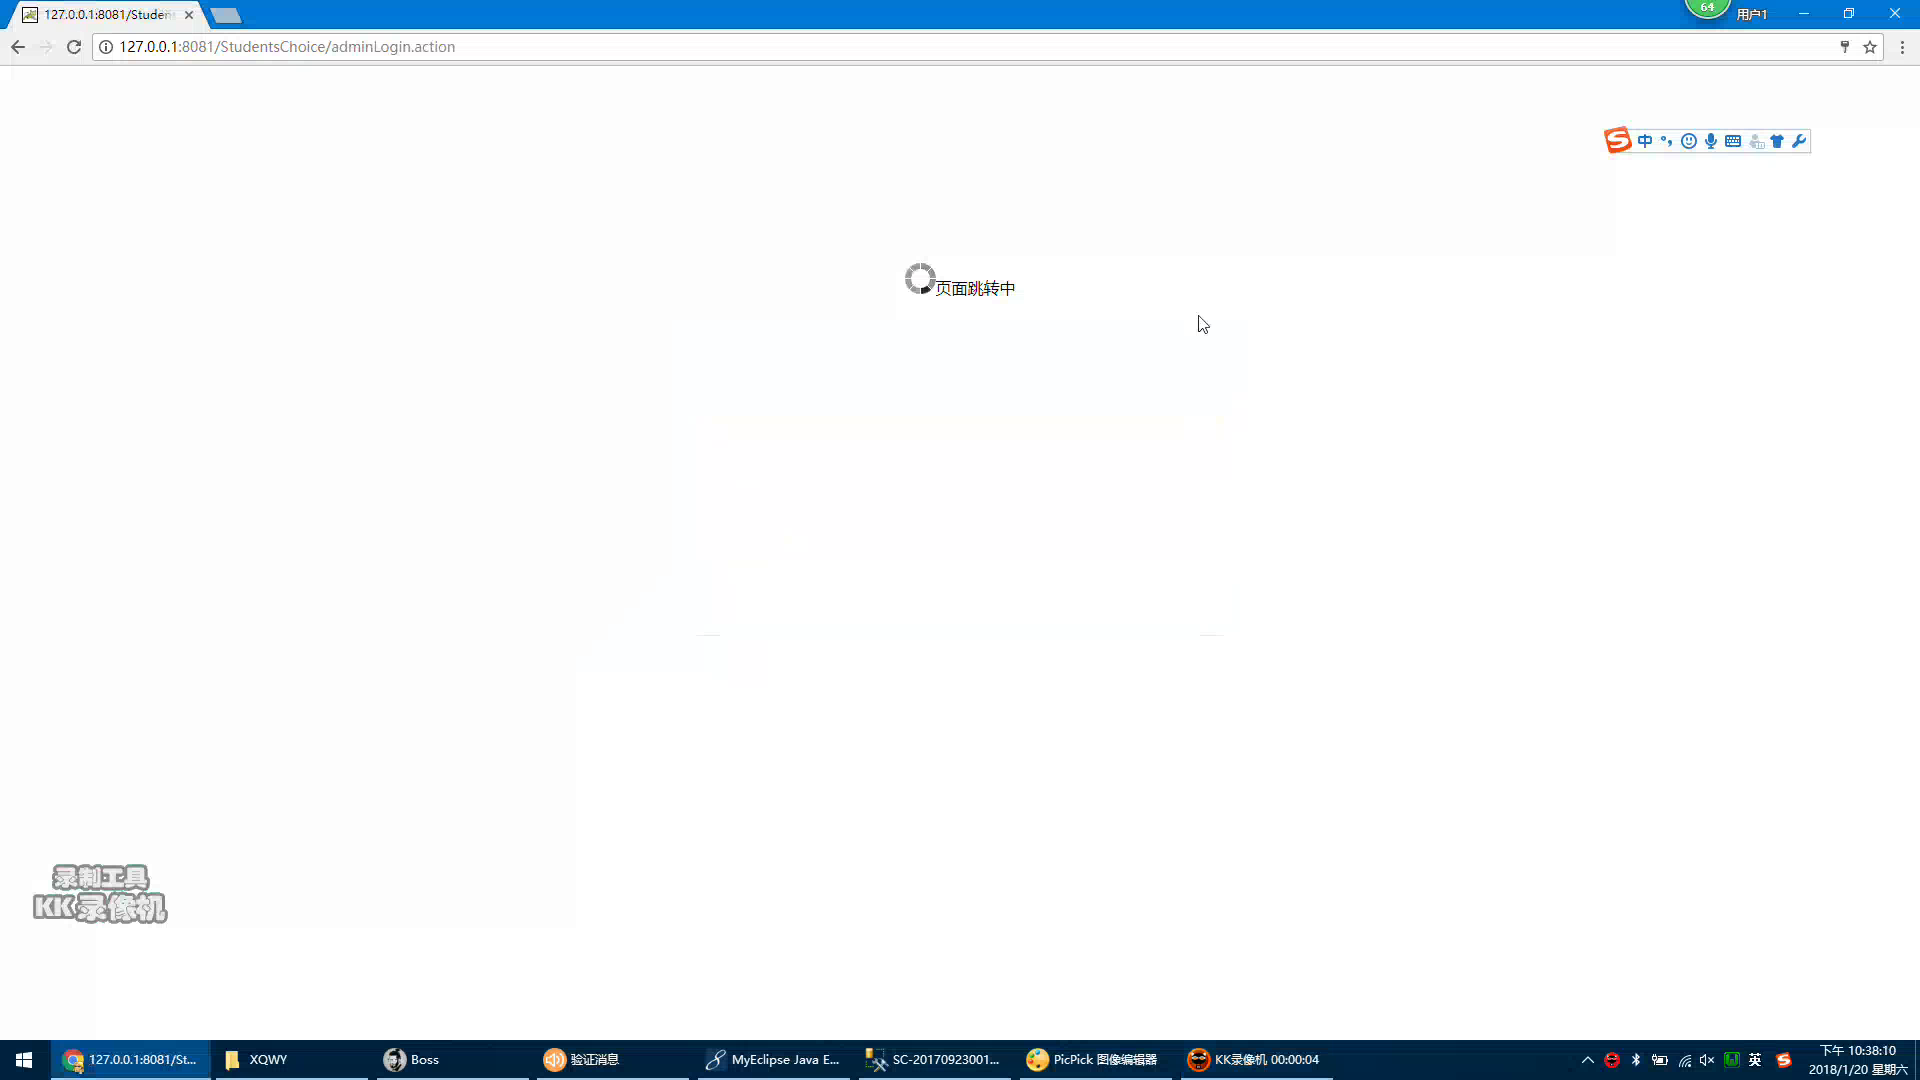 127.0.0.1:8081/Studen
64
用户1
127.0.0.1:8081/StudentsChoice/adminLogin.action
中
页面跳转中
录制工具
KK录像机
127.0.0.1:8081/St...
XQWY
Boss
验证消息
MyEclipse Java E...
SC-20170923001...
PicPick 图像编辑器
KK录像机 00:00:04
英
下午 10:38:10
2018/1/20 星期六